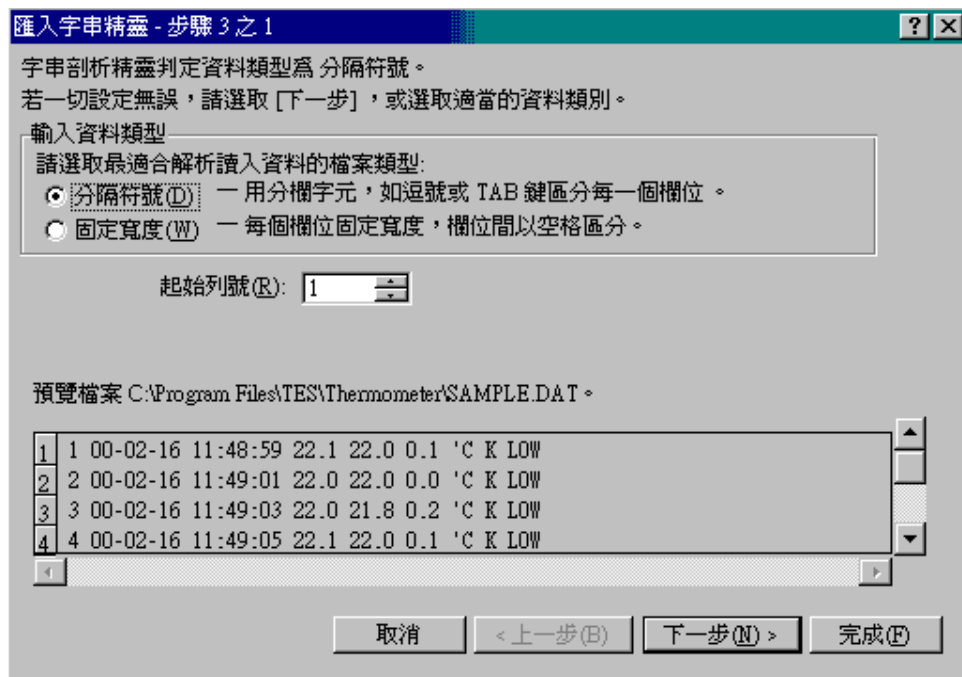 匯入字串精靈 - 步驟 3 之 1
字串剖析精靈判定資料類型為 分隔符號。
若一切設定無誤，請選取 [下一步] ，或選取適當的資料類別。
輸入資料類型
請選取最適合解析讀入資料的檔案類型:
分隔符號(D) — 用分欄字元，如逗號或 TAB 鍵區分每一個欄位 。
固定寬度(W) — 每個欄位固定寬度，欄位間以空格區分。
起始列號(R): 1
預覽檔案 C:\Program Files\TES\Thermometer\SAMPLE.DAT。
1 1 00-02-16 11:48:59 22.1 22.0 0.1 'C K LOW
2 2 00-02-16 11:49:01 22.0 22.0 0.0 'C K LOW
3 3 00-02-16 11:49:03 22.0 21.8 0.2 'C K LOW
4 4 00-02-16 11:49:05 22.1 22.0 0.1 'C K LOW
取消 <上一步(B) 下一步(N) > 完成(F)